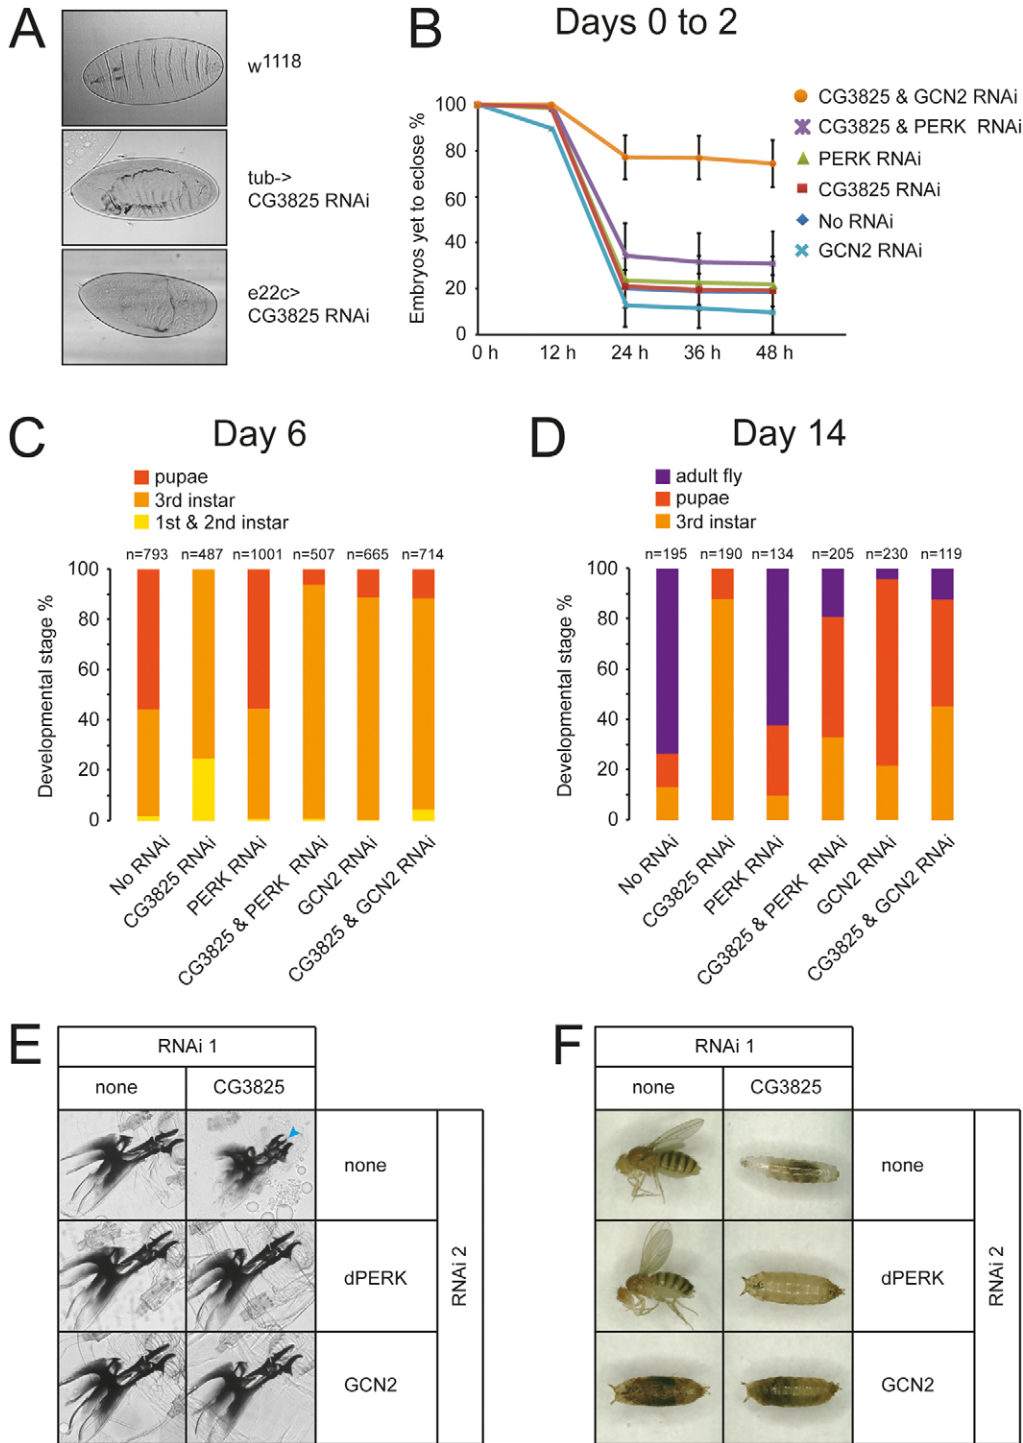 A
w1118
tub->
CG3825 RNAi
e22c>
CG3825 RNAi
B
Days 0 to 2
Embryos yet to eclose %
100
80
60
40
20
0
0 h
12 h
24 h
36 h
48 h
CG3825 & GCN2 RNAi
CG3825 & PERK RNAi
PERK RNAi
CG3825 RNAi
No RNAi
GCN2 RNAi
C
Day 6
pupae
3rd instar
1st & 2nd instar
n=793
n=487
n=1001
n=507
n=665
n=714
Developmental stage %
100
80
60
40
20
0
No RNAi
CG3825 RNAi
PERK RNAi
CG3825 & PERK RNAi
GCN2 RNAi
CG3825 & GCN2 RNAi
D
Day 14
adult fly
pupae
3rd instar
n=195
n=190
n=134
n=205
n=230
n=119
Developmental stage %
100
80
60
40
20
0
No RNAi
CG3825 RNAi
PERK RNAi
CG3825 & PERK RNAi
GCN2 RNAi
CG3825 & GCN2 RNAi
E
RNAi 1
none
CG3825
none
dPERK
GCN2
RNAi 2
F
RNAi 1
none
CG3825
none
dPERK
GCN2
RNAi 2